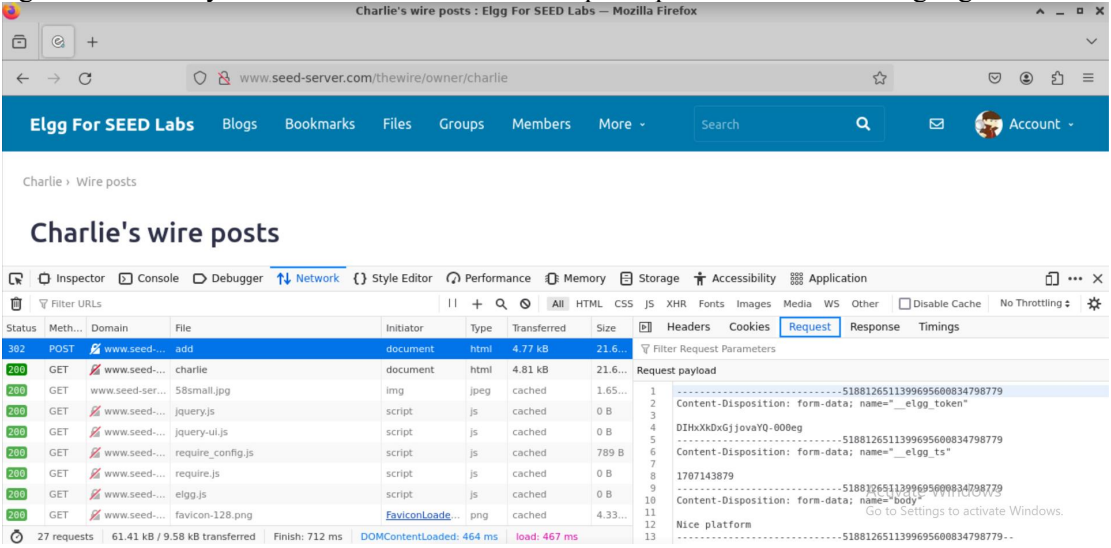 Charlie's wire posts : Elgg For SEED Labs — Mozilla Firefox
www.seed-server.com/thewire/owner/charlie
Elgg For SEED Labs Blogs Bookmarks Files Groups Members More Search Account
Charlie › Wire posts
Charlie's wire posts
Inspector Console Debugger Network {} Style Editor Performance Memory Storage Accessibility Application
Filter URLs All HTML CSS JS XHR Fonts Images Media WS Other Disable Cache No Throttling
Status Meth... Domain File Initiator Type Transferred Size Headers Cookies Request Response Timings
302 POST www.seed-... add document html 4.77 kB 21.6... Filter Request Parameters
200 GET www.seed-... charlie document html 4.81 kB 21.6... Request payload
200 GET www.seed-ser... 58small.jpg img jpeg cached 1.65...
200 GET www.seed-... jquery.js script js cached 0 B
200 GET www.seed-... jquery-ui.js script js cached 0 B
200 GET www.seed-... require_config.js script js cached 789 B
200 GET www.seed-... require.js script js cached 0 B
200 GET www.seed-... elgg.js script js cached 0 B
200 GET www.seed-... favicon-128.png FaviconLoade... png cached 4.33...
27 requests 61.41 kB / 9.58 kB transferred Finish: 712 ms DOMContentLoaded: 464 ms load: 467 ms
1 -----------------------------5188126511399695600834798779
2 Content-Disposition: form-data; name="__elgg_token"
3
4 DIHxXkDxGjjovaYQ-000eg
5 -----------------------------5188126511399695600834798779
6 Content-Disposition: form-data; name="__elgg_ts"
7
8 1707143879
9 -----------------------------5188126511399695600834798779
10 Content-Disposition: form-data; name="body"
11
12 Nice platform
13 -----------------------------5188126511399695600834798779--
Activate Windows
Go to Settings to activate Windows.